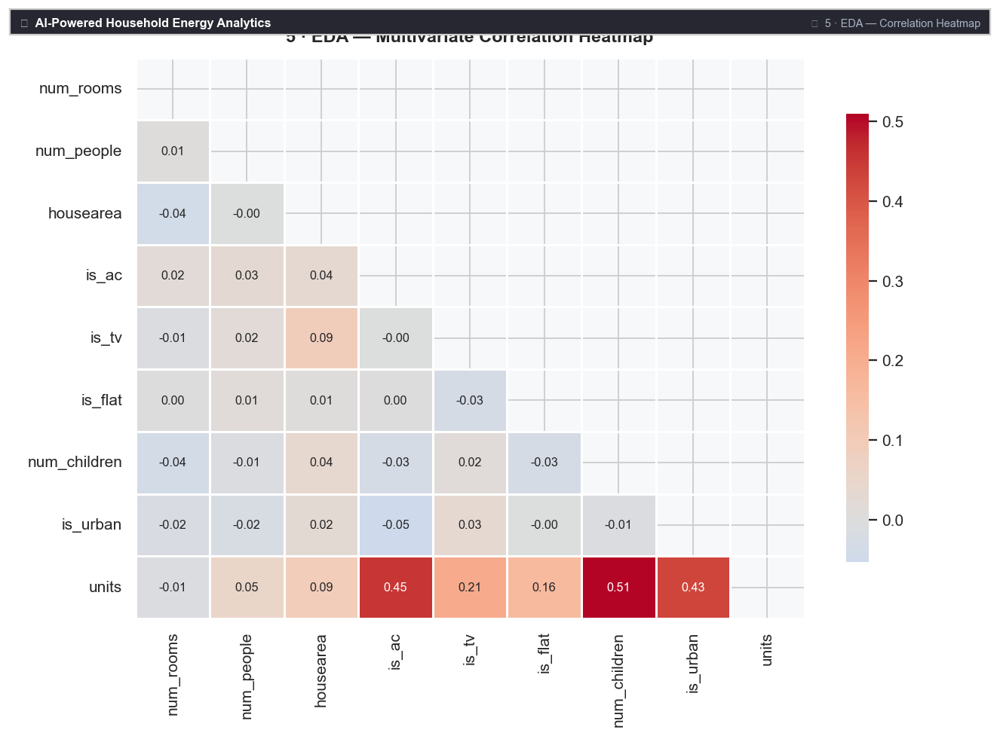 AI-Powered Household Energy Analytics
5 · EDA — Correlation Heatmap
5 · EDA — Multivariate Correlation Heatmap
num_rooms
num_people 0.01
housearea -0.04 -0.00
is_ac 0.02 0.03 0.04
is_tv -0.01 0.02 0.09 -0.00
is_flat 0.00 0.01 0.01 0.00 -0.03
num_children -0.04 -0.01 0.04 -0.03 0.02 -0.03
is_urban -0.02 -0.02 0.02 -0.05 0.03 -0.00 -0.01
units -0.01 0.05 0.09 0.45 0.21 0.16 0.51 0.43
num_rooms num_people housearea is_ac is_tv is_flat num_children is_urban units
0.5
0.4
0.3
0.2
0.1
0.0